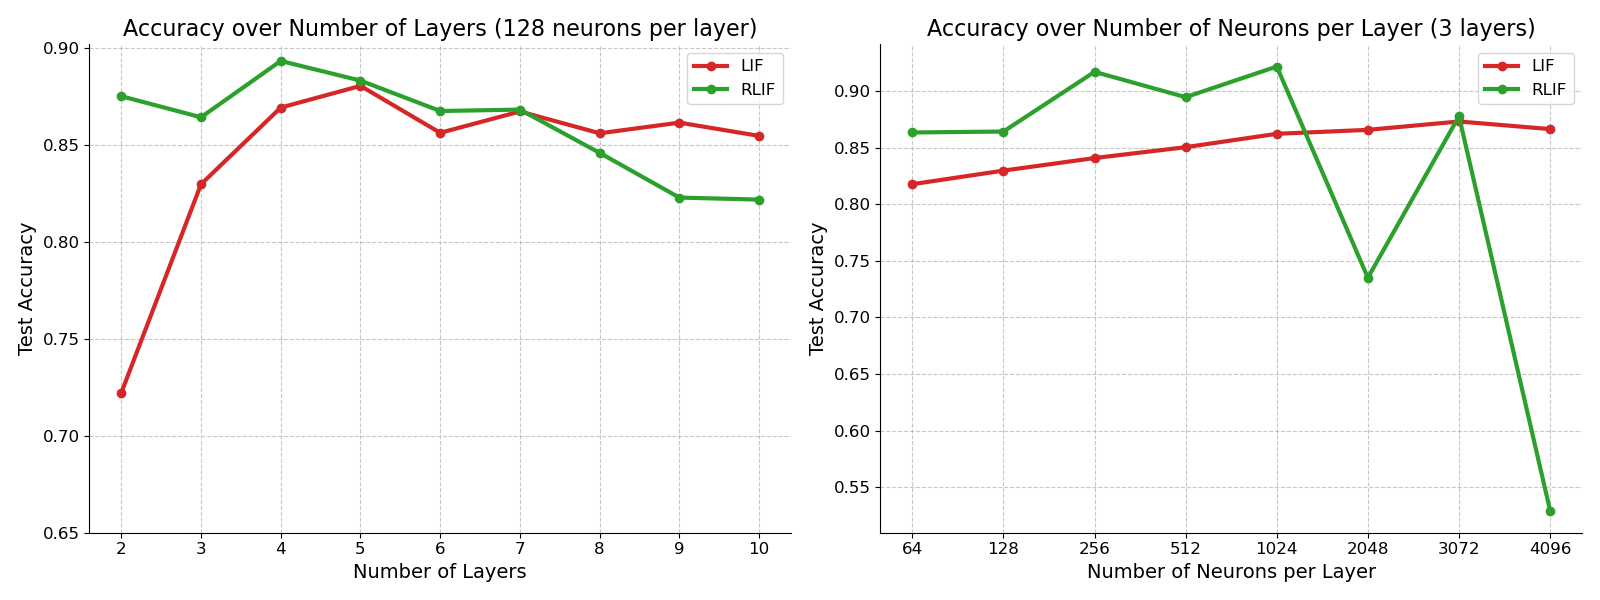 Accuracy over Number of Layers (128 neurons per layer)
0.90
0.85
0.80
0.75
0.70
0.65
Test Accuracy
2 3 4 5 6 7 8 9 10
Number of Layers
LIF
RLIF
Accuracy over Number of Neurons per Layer (3 layers)
0.90
0.85
0.80
0.75
0.70
0.65
0.60
0.55
Test Accuracy
64 128 256 512 1024 2048 3072 4096
Number of Neurons per Layer
LIF
RLIF